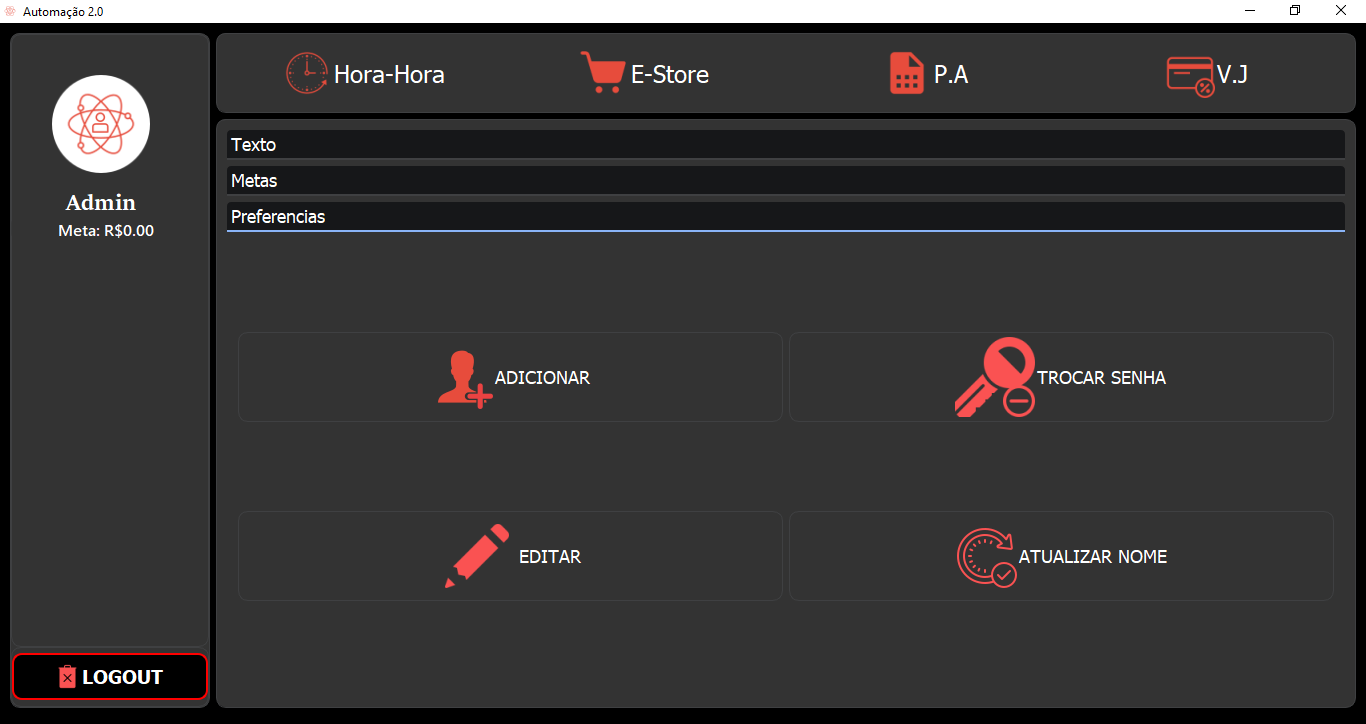 Automação 2.0
Admin
Meta: R$0.00
LOGOUT
Hora-Hora
E-Store
P.A
V.J
Texto
Metas
Preferencias
ADICIONAR
TROCAR SENHA
EDITAR
ATUALIZAR NOME